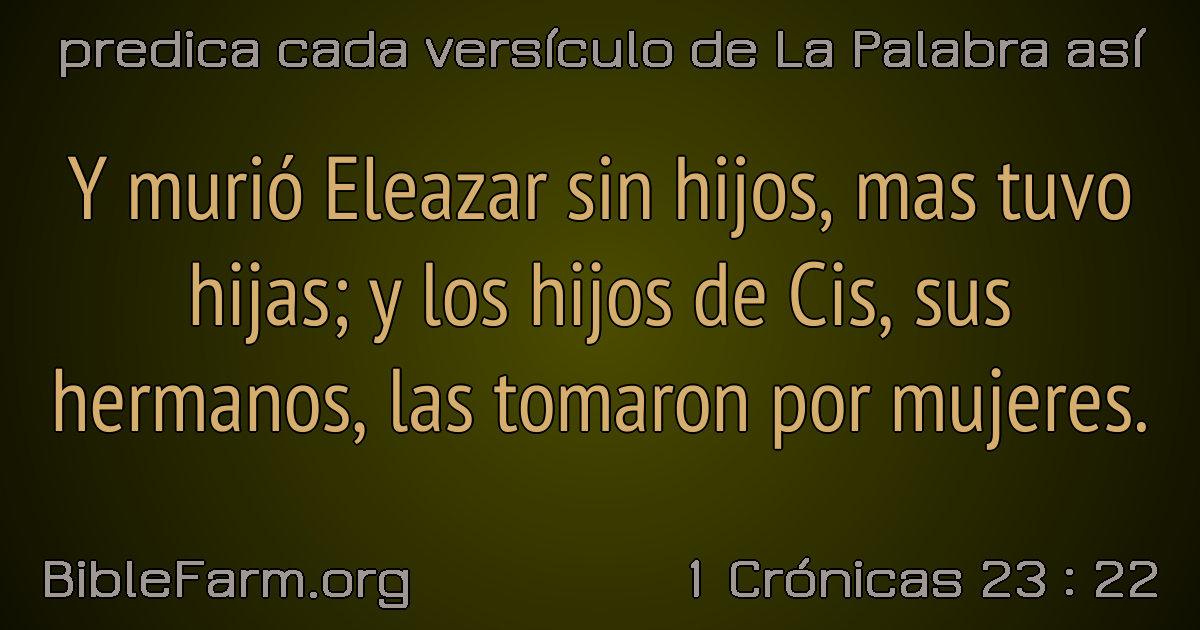 predica cada versículo de La Palabra así
Y murió Eleazar sin hijos, mas tuvo
hijas; y los hijos de Cis, sus
hermanos, las tomaron por mujeres.
BibleFarm.org
1 Crónicas 23 : 22